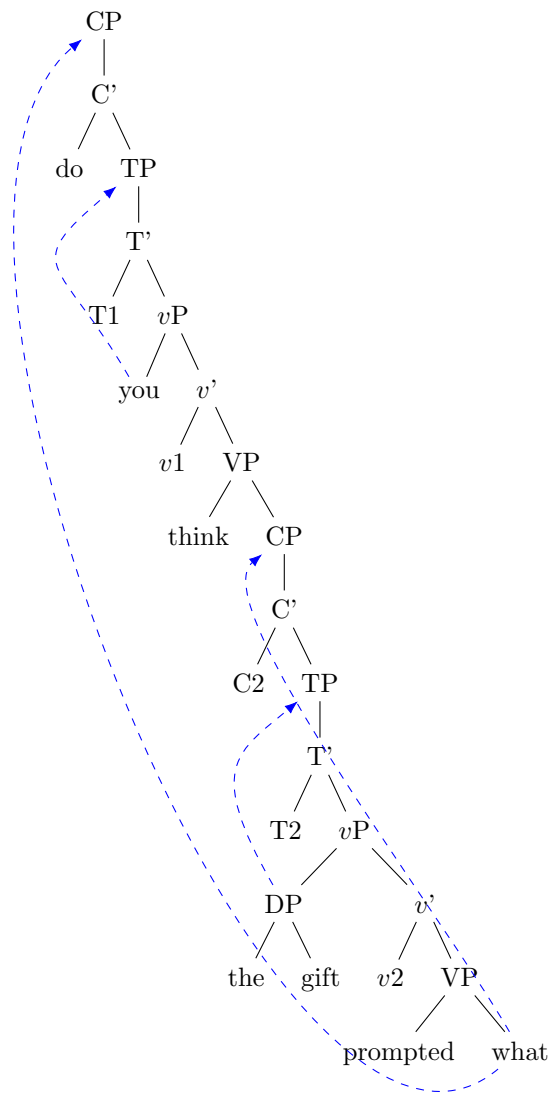 CP
C'
do TP
T'
T1 vP
you v'
v1 VP
think CP
C'
C2 TP
T'
T2 vP
DP v'
the gift v2 VP
prompted what